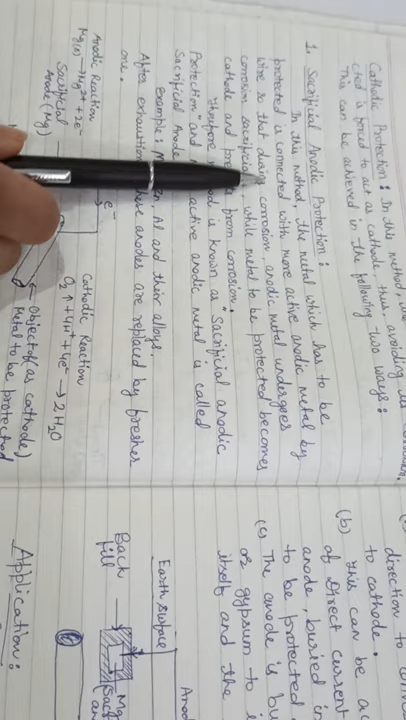 Cathodic Protection: In this method,
cted is forced to act as cathode, thus, avoiding its
This can be achieved in the following two ways:
1. Sacrificial Anodic Protection:
In this method, the metal which has to be
protected is connected with more active anodic metal by
wire so that during corrosion, anodic metal undergoes
corrosion while metal to be protected becomes
cathode and from corrosion.
Therefore is known as "Sacrificial anodic
Protection" and active anodic metal is called
Sacrificial Anode
Example: Al and their alloys.
After exhaustion these anodes are replaced by fresher
one.
Anodic Reaction
Mg(s) → Mg²⁺ + 2e⁻
Sacrificial
Anode (Mg)
e⁻
Cathodic Reaction
O₂↑ + 4H⁺ + 4e⁻ → 2H₂O
Object (as cathode)
Metal to be protected
direction to
to cathode.
(b) This can be a
of Direct current
anode, buried in
to be protected
(c) The anode is bu
or gypsum to i
itself and the
Anod
Earth surface
Back
fill
Mg
Application: